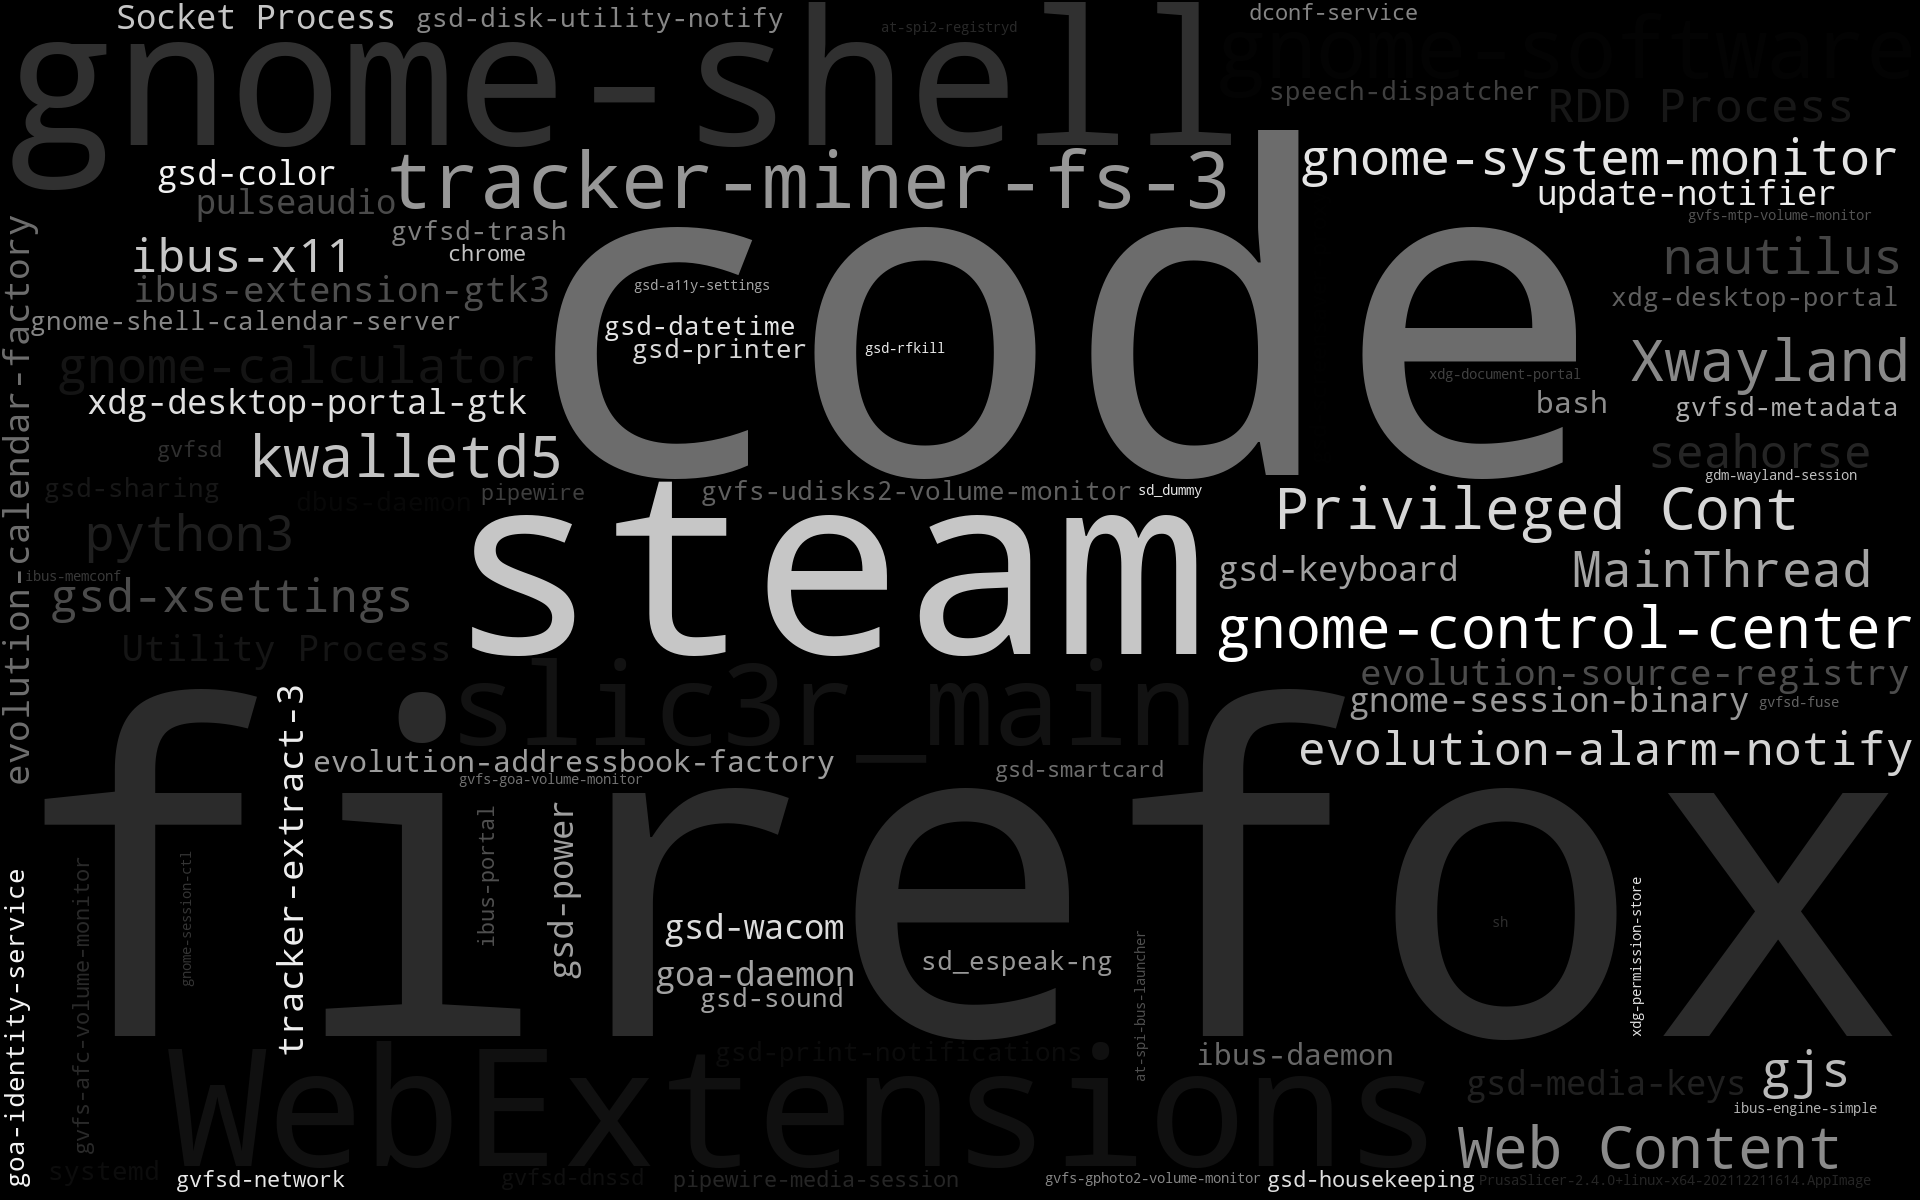 Socket Process
gsd-disk-utility-notify
at-spi2-registryd
dconf-service
gnome-shell
gnome-software
speech-dispatcher
RDD Process
gsd-color
tracker-miner-fs-3
gnome-system-monitor
pulseaudio
update-notifier
gvfs-mtp-volume-monitor
gvfsd-trash
chrome
ibus-x11
nautilus
code
ibus-extension-gtk3
gsd-a11y-settings
xdg-desktop-portal
gnome-shell-calendar-server
gsd-datetime
gsd-printer
gsd-rfkill
gnome-calculator
Xwayland
xdg-document-portal
xdg-desktop-portal-gtk
bash
gvfsd-metadata
evolution-calendar-factory
gvfsd
kwalletd5
seahorse
gdm-wayland-session
gsd-sharing
dbus-daemon
pipewire
gvfs-udisks2-volume-monitor
sd_dummy
Privileged Cont
python3
steam
gsd-keyboard
MainThread
ibus-memconf
gsd-xsettings
gnome-control-center
Utility Process
evolution-source-registry
slic3r_main
gnome-session-binary
gvfsd-fuse
evolution-alarm-notify
evolution-addressbook-factory
gvfs-goa-volume-monitor
gsd-smartcard
firefox
tracker-extract-3
ibus-portal
gsd-power
gnome-session-ctl
gvfs-afc-volume-monitor
goa-identity-service
gsd-wacom
goa-daemon
gsd-sound
sd_espeak-ng
at-spi-bus-launcher
sh
xdg-permission-store
gsd-print-notifications
ibus-daemon
WebExtensions
gjs
gsd-media-keys
ibus-engine-simple
Web Content
systemd
gvfsd-network
gvfsd-dnssd
pipewire-media-session
gvfs-gphoto2-volume-monitor
gsd-housekeeping
PrusaSlicer-2.4.0+linux-x64-202112211614.AppImage